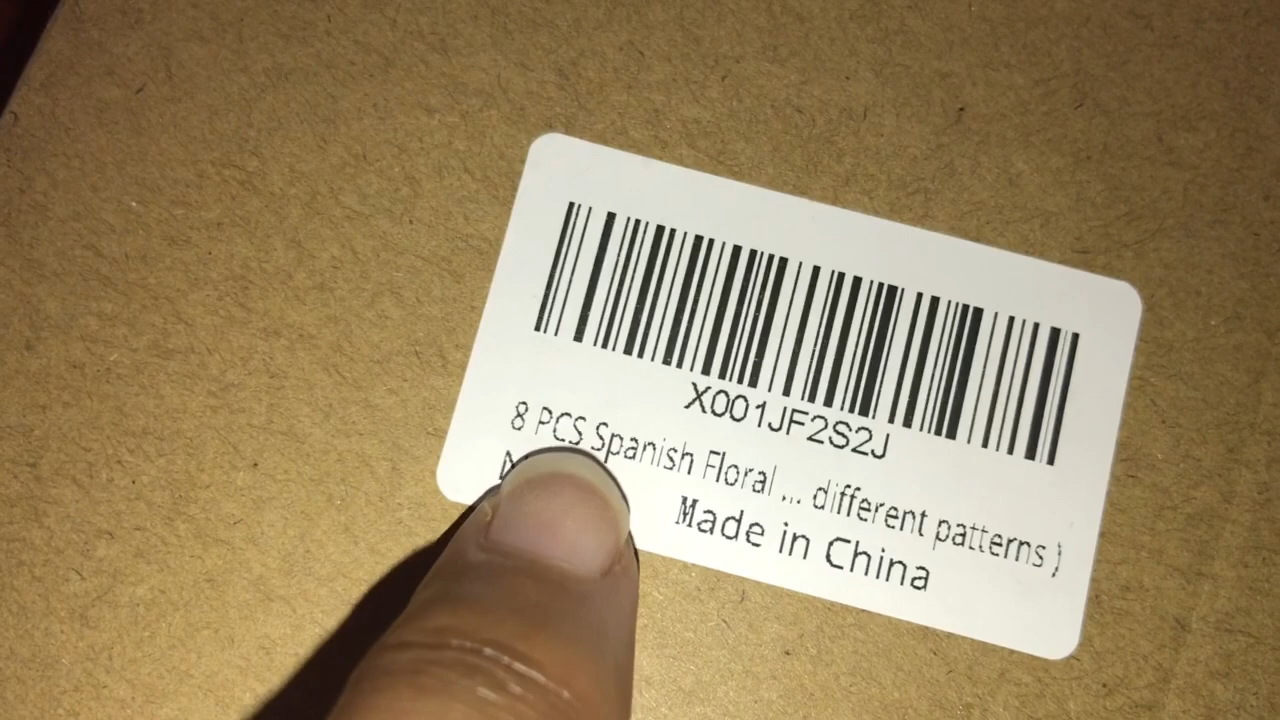 X001JF2S2J
8 PCS Spanish Floral ... different patterns )
Made in China